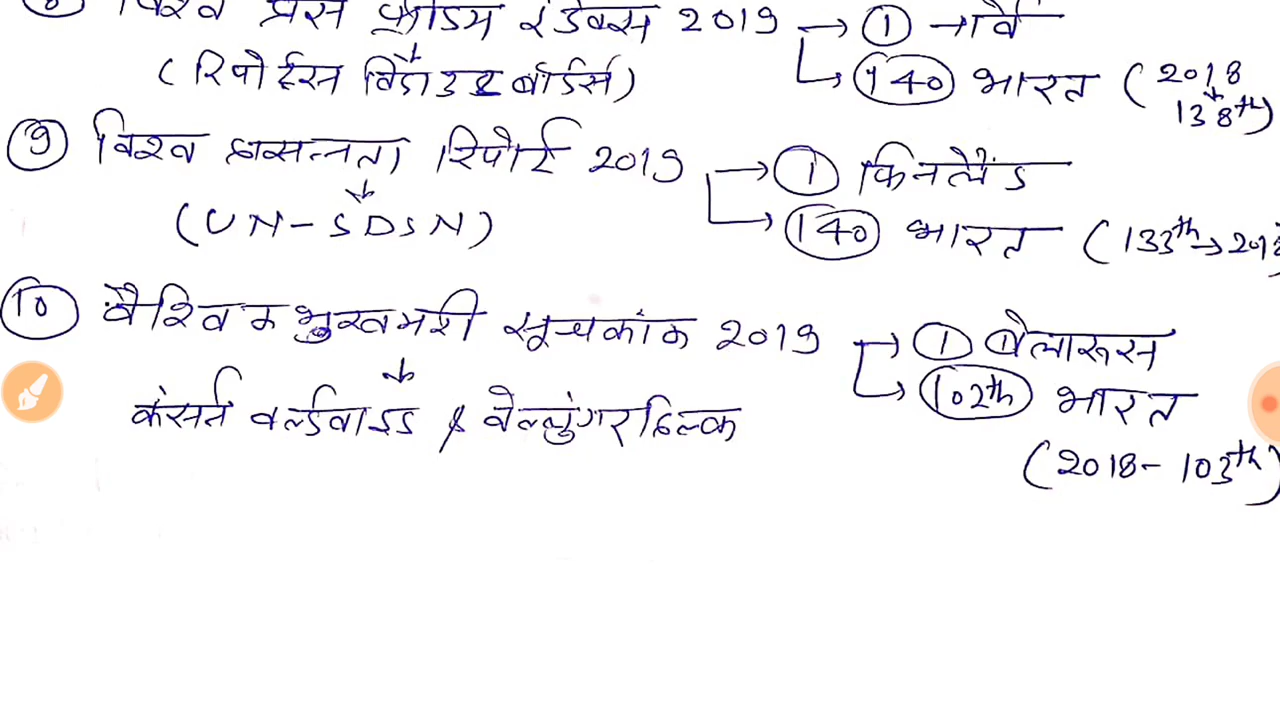 विश्व प्रेस फ्रीडम इंडेक्स 2019 → ① नार्वे
(रिपोर्टरस विदाउट बॉर्डर्स) → 140 भारत (2018 ↓ 138th)
⑨ विश्व प्रसन्नता रिपोर्ट 2019 → ① फिनलैंड
(UN-SDSN) → 140 भारत (133th → 2018
⑩ वैश्विक भुखमरी सूचकांक 2019 → ① बेलारूस
कंसर्न वर्ल्डवाइड & वेल्थुंगरहिल्फ → 102th भारत
(2018 - 103th)